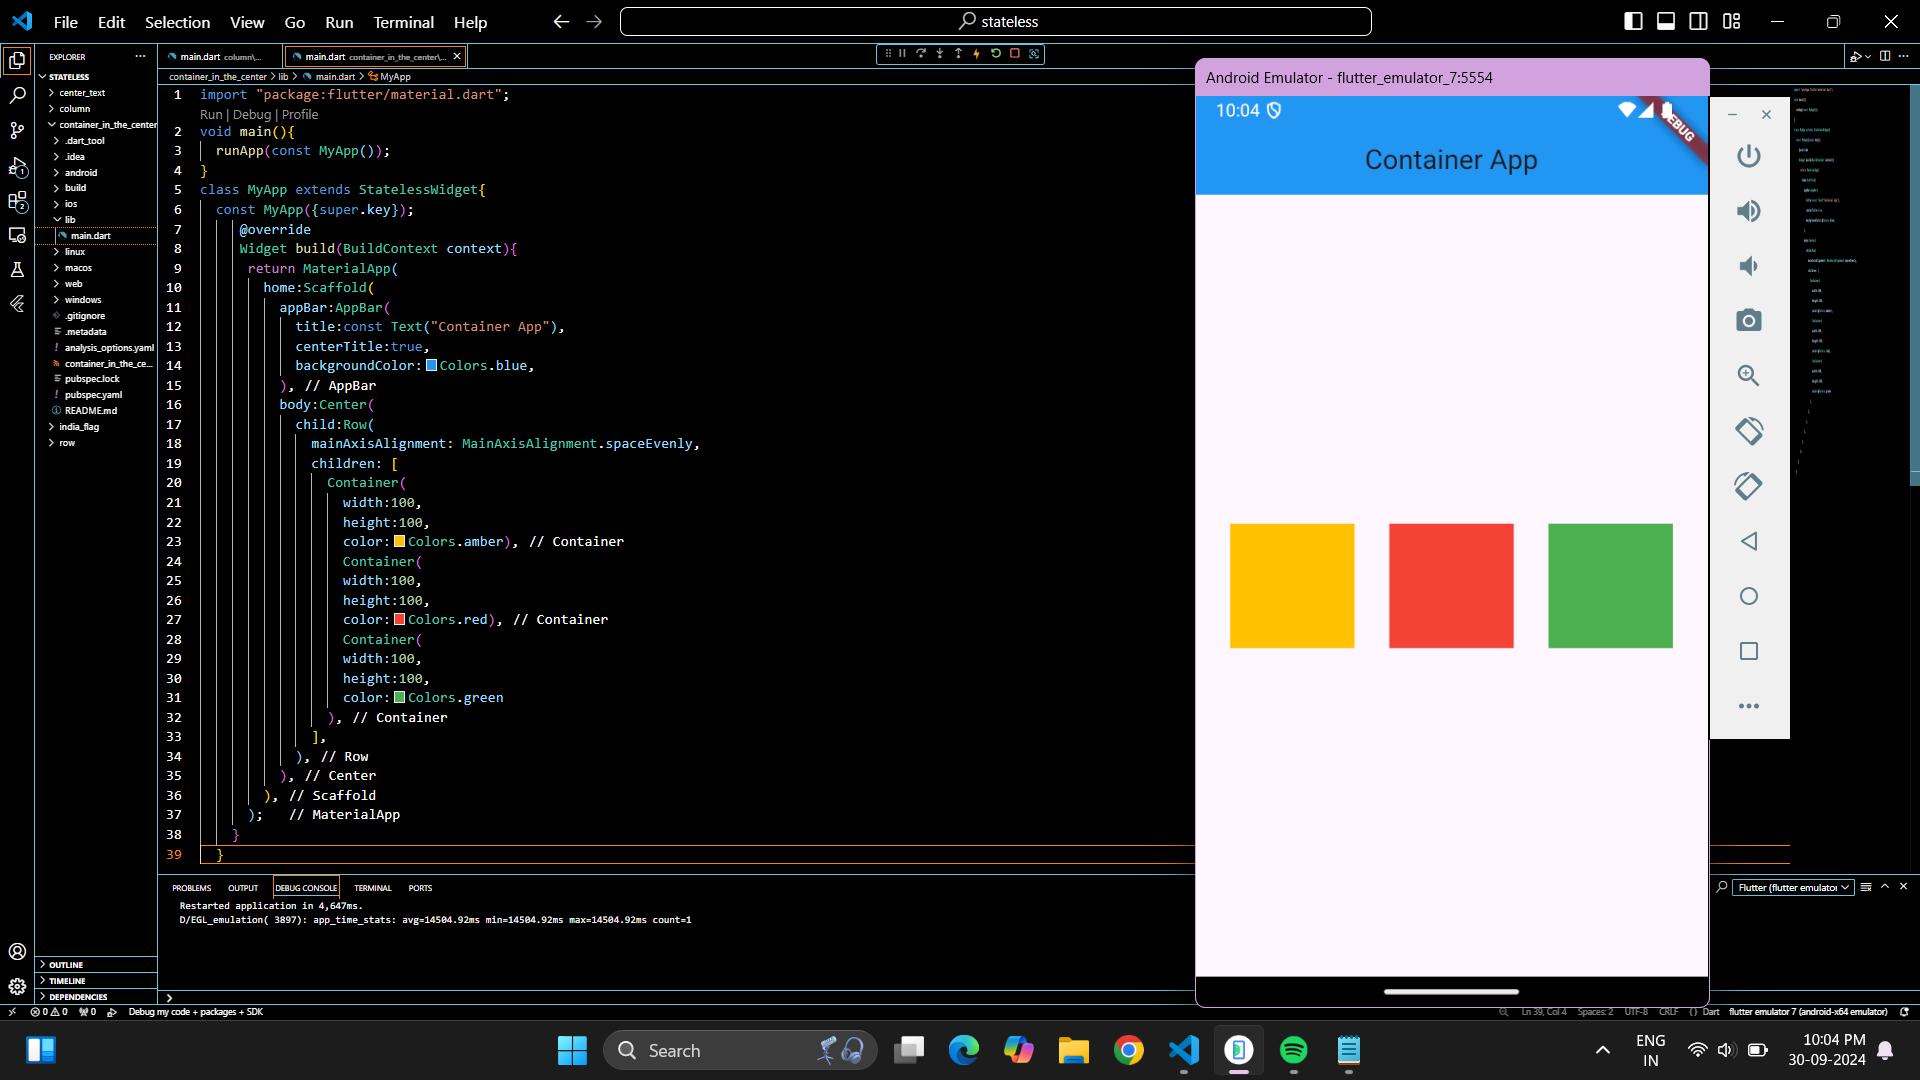 File Edit Selection View Go Run Terminal Help
stateless
EXPLORER
STATELESS
center_text
column
container_in_the_center
.dart_tool
.idea
android
build
ios
lib
main.dart
linux
macos
web
windows
.gitignore
.metadata
analysis_options.yaml
container_in_the_ce...
pubspec.lock
pubspec.yaml
README.md
india_flag
row
OUTLINE
TIMELINE
DEPENDENCIES
main.dart column\...
main.dart container_in_the_center\...
container_in_the_center > lib > main.dart > MyApp
1 import "package:flutter/material.dart";
Run | Debug | Profile
2 void main(){
3 runApp(const MyApp());
4 }
5 class MyApp extends StatelessWidget{
6 const MyApp({super.key});
7 @override
8 Widget build(BuildContext context){
9 return MaterialApp(
10 home:Scaffold(
11 appBar:AppBar(
12 title:const Text("Container App"),
13 centerTitle:true,
14 backgroundColor:Colors.blue,
15 ), // AppBar
16 body:Center(
17 child:Row(
18 mainAxisAlignment: MainAxisAlignment.spaceEvenly,
19 children: [
20 Container(
21 width:100,
22 height:100,
23 color:Colors.amber), // Container
24 Container(
25 width:100,
26 height:100,
27 color:Colors.red), // Container
28 Container(
29 width:100,
30 height:100,
31 color:Colors.green
32 ), // Container
33 ],
34 ), // Row
35 ), // Center
36 ), // Scaffold
37 ); // MaterialApp
38 }
39 }
PROBLEMS OUTPUT DEBUG CONSOLE TERMINAL PORTS
Flutter (flutter emulator
Restarted application in 4,647ms.
D/EGL_emulation( 3897): app_time_stats: avg=14504.92ms min=14504.92ms max=14504.92ms count=1
Android Emulator - flutter_emulator_7:5554
10:04
DEBUG
Container App
1
2
0 0 0 Debug my code + packages + SDK
Ln 39, Col 4 Spaces: 2 UTF-8 CRLF {} Dart flutter emulator 7 (android-x64 emulator)
Search
ENG
IN
10:04 PM
30-09-2024